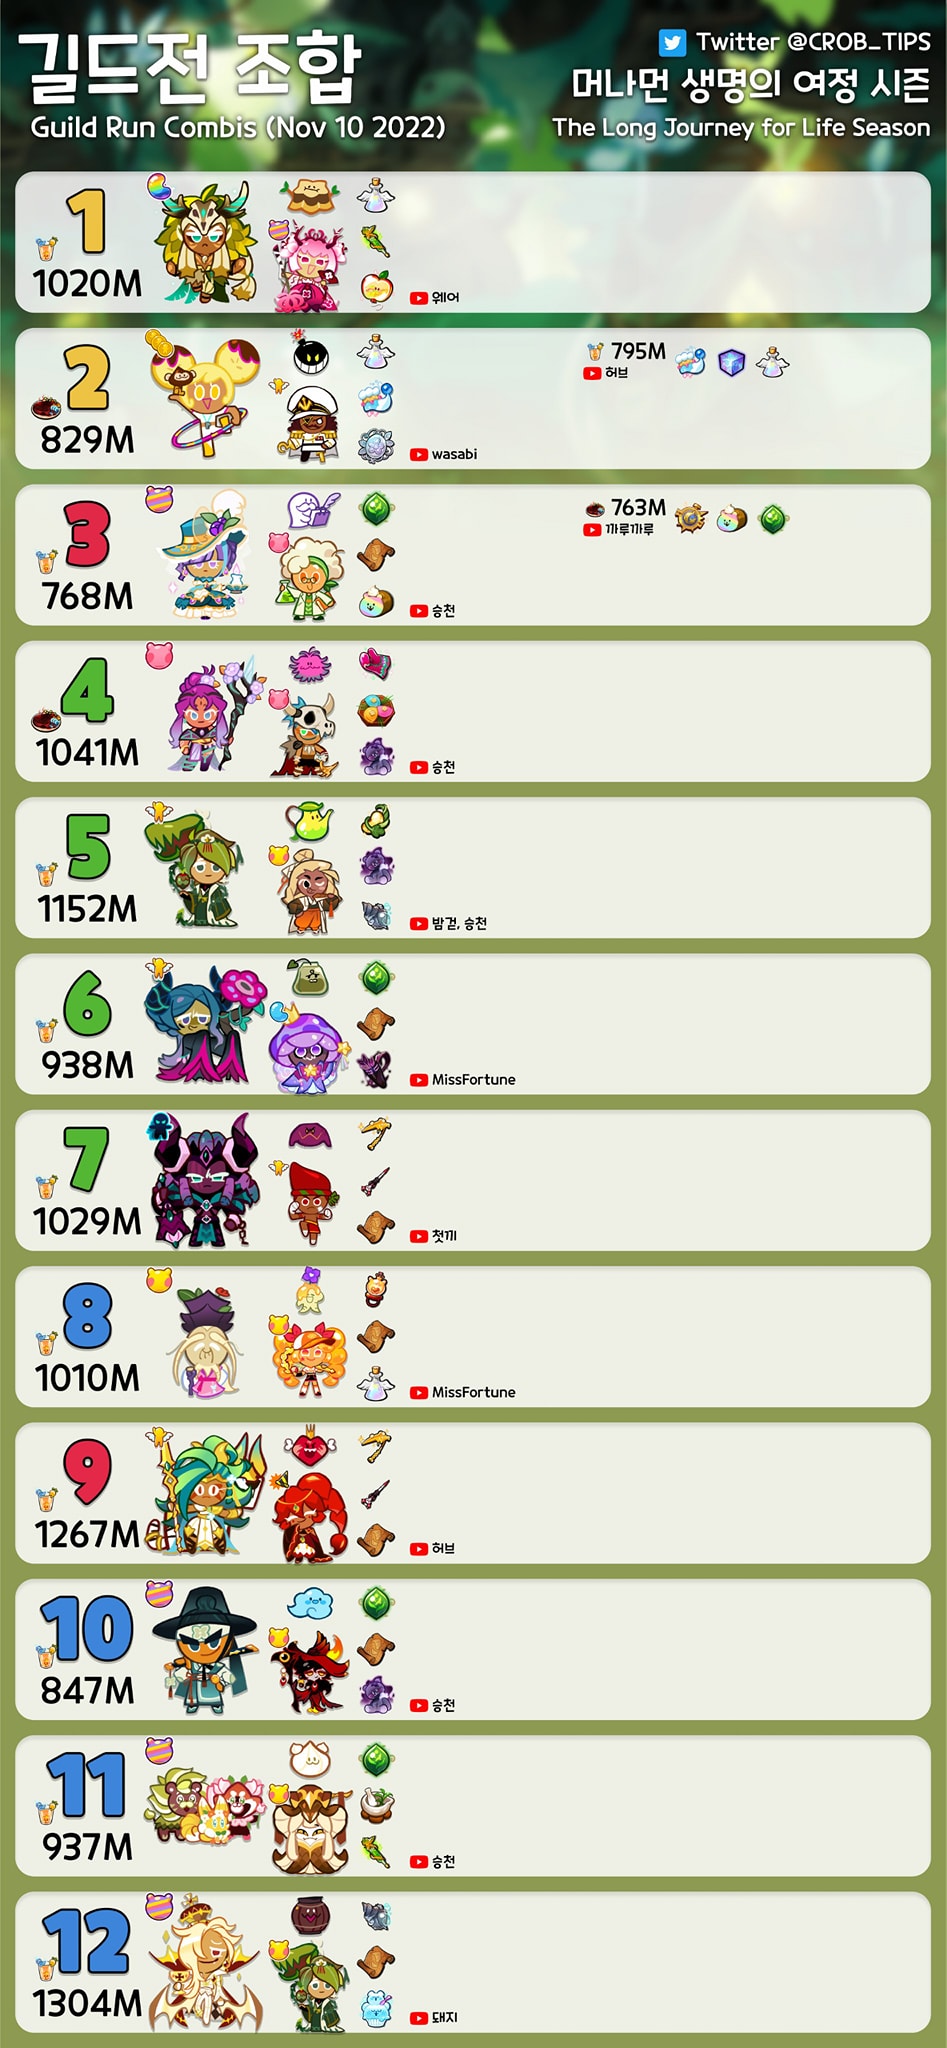 길드전 조합
Guild Run Combis (Nov 10 2022)
Twitter @CROB_TIPS
머나먼 생명의 여정 시즌
The Long Journey for Life Season
1
1020M
웨어
2
829M
wasabi
795M
허브
3
768M
승천
763M
까루까루
4
1041M
승천
5
1152M
밤걷, 승천
6
938M
MissFortune
7
1029M
첫끼
8
1010M
MissFortune
9
1267M
허브
10
847M
승천
11
937M
승천
12
1304M
돼지